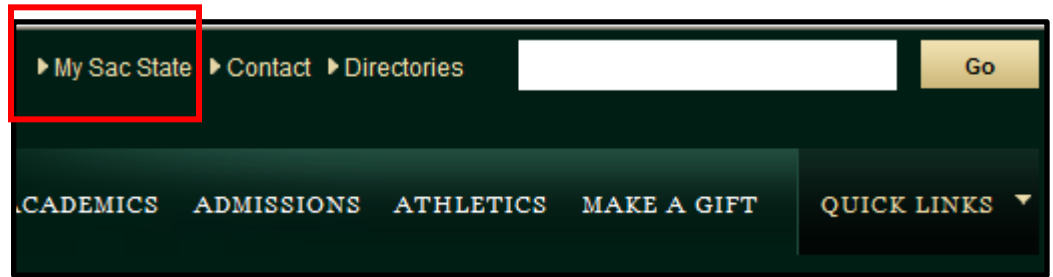 My Sac State Contact Directories Go
ACADEMICS ADMISSIONS ATHLETICS MAKE A GIFT QUICK LINKS